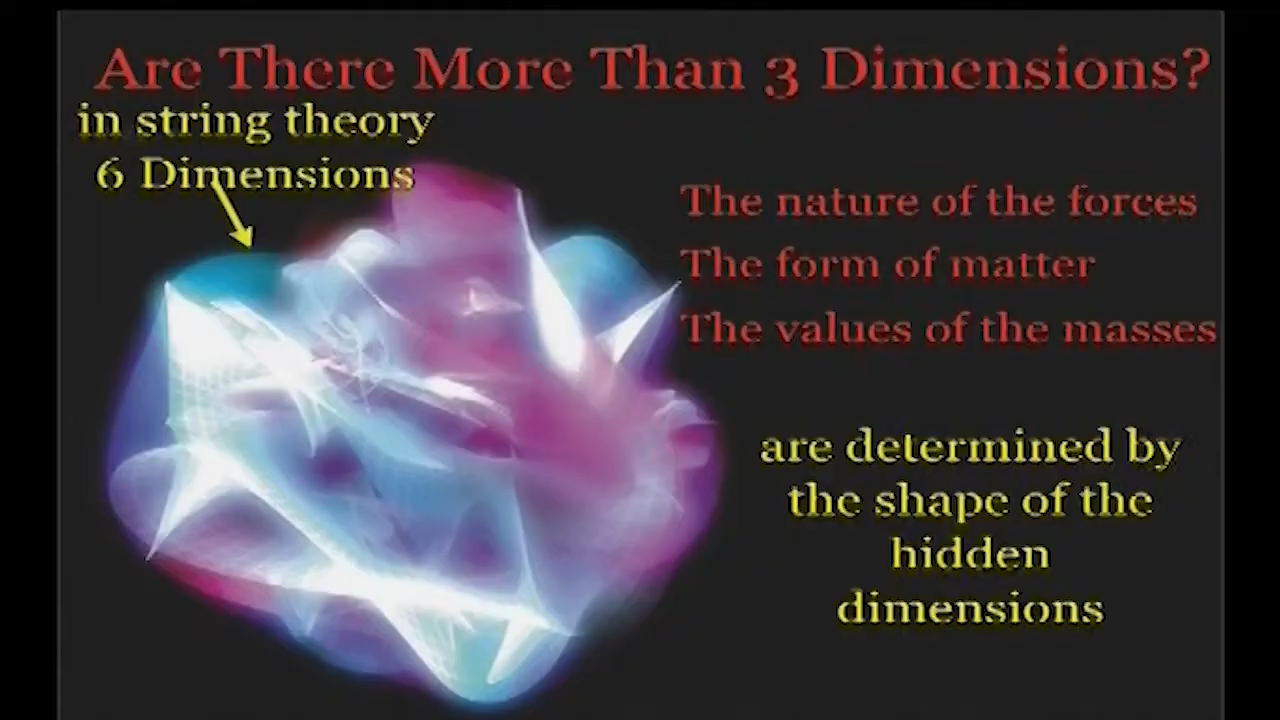 Are There More Than 3 Dimensions?
in string theory
6 Dimensions
The nature of the forces
The form of matter
The values of the masses
are determined by
the shape of the
hidden
dimensions